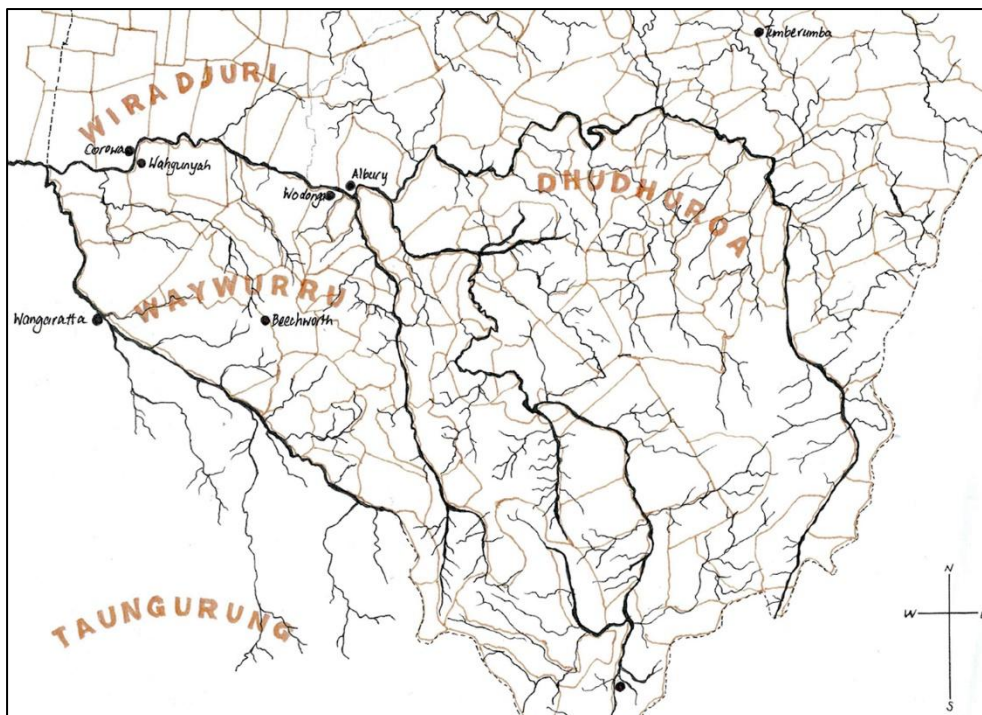 Tumberumba
WIRADJURI
Corowa
Wahgunyah
Albury
Wodonga
DHUDHUROA
WAYWURRU
Wangaratta
Beechworth
TAUNGURUNG
N
W
S